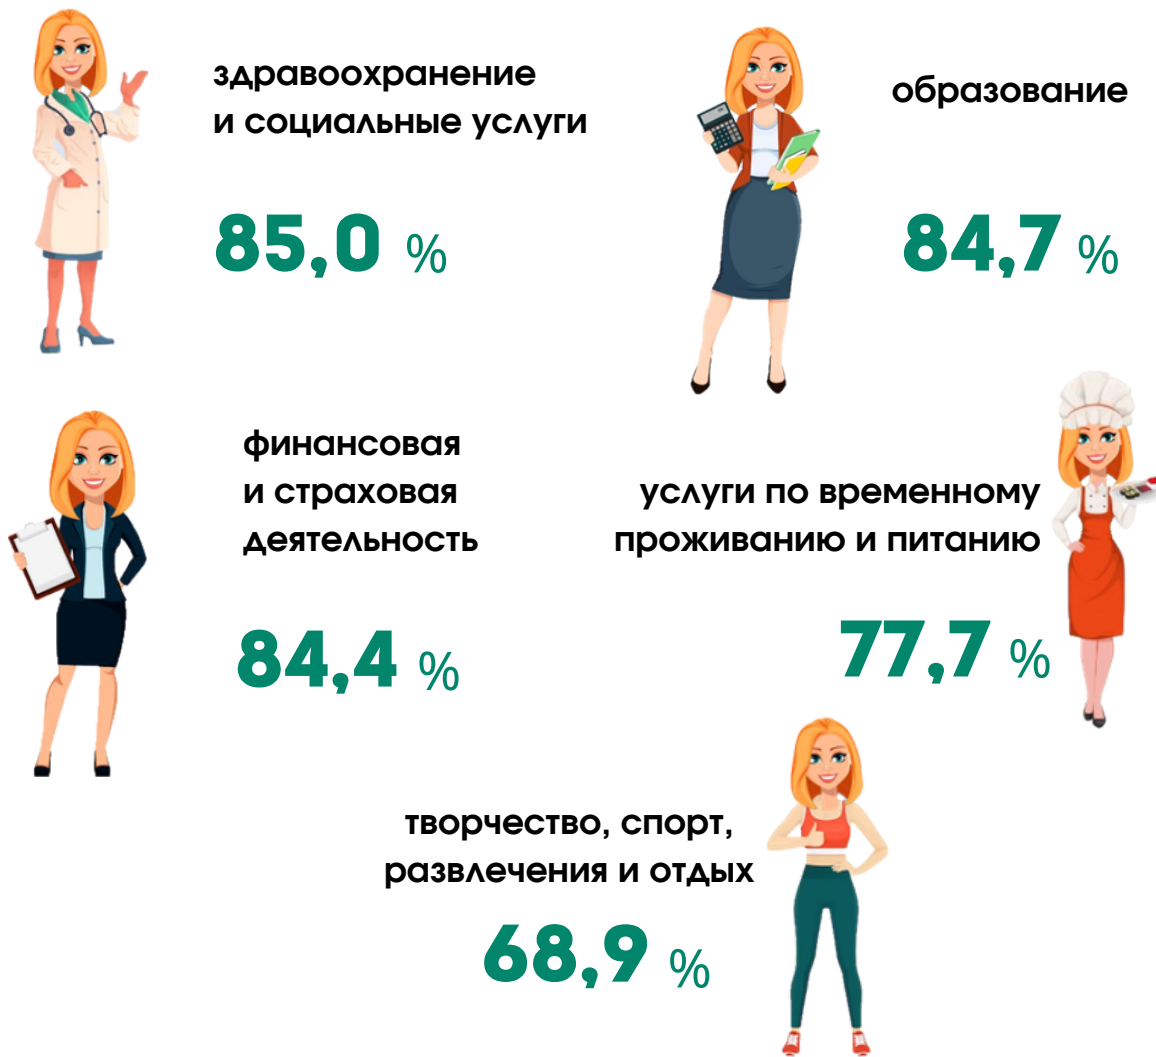 здравоохранение
и социальные услуги
85,0 %
образование
84,7 %
финансовая
и страховая
деятельность
84,4 %
услуги по временному
проживанию и питанию
77,7 %
творчество, спорт,
развлечения и отдых
68,9 %